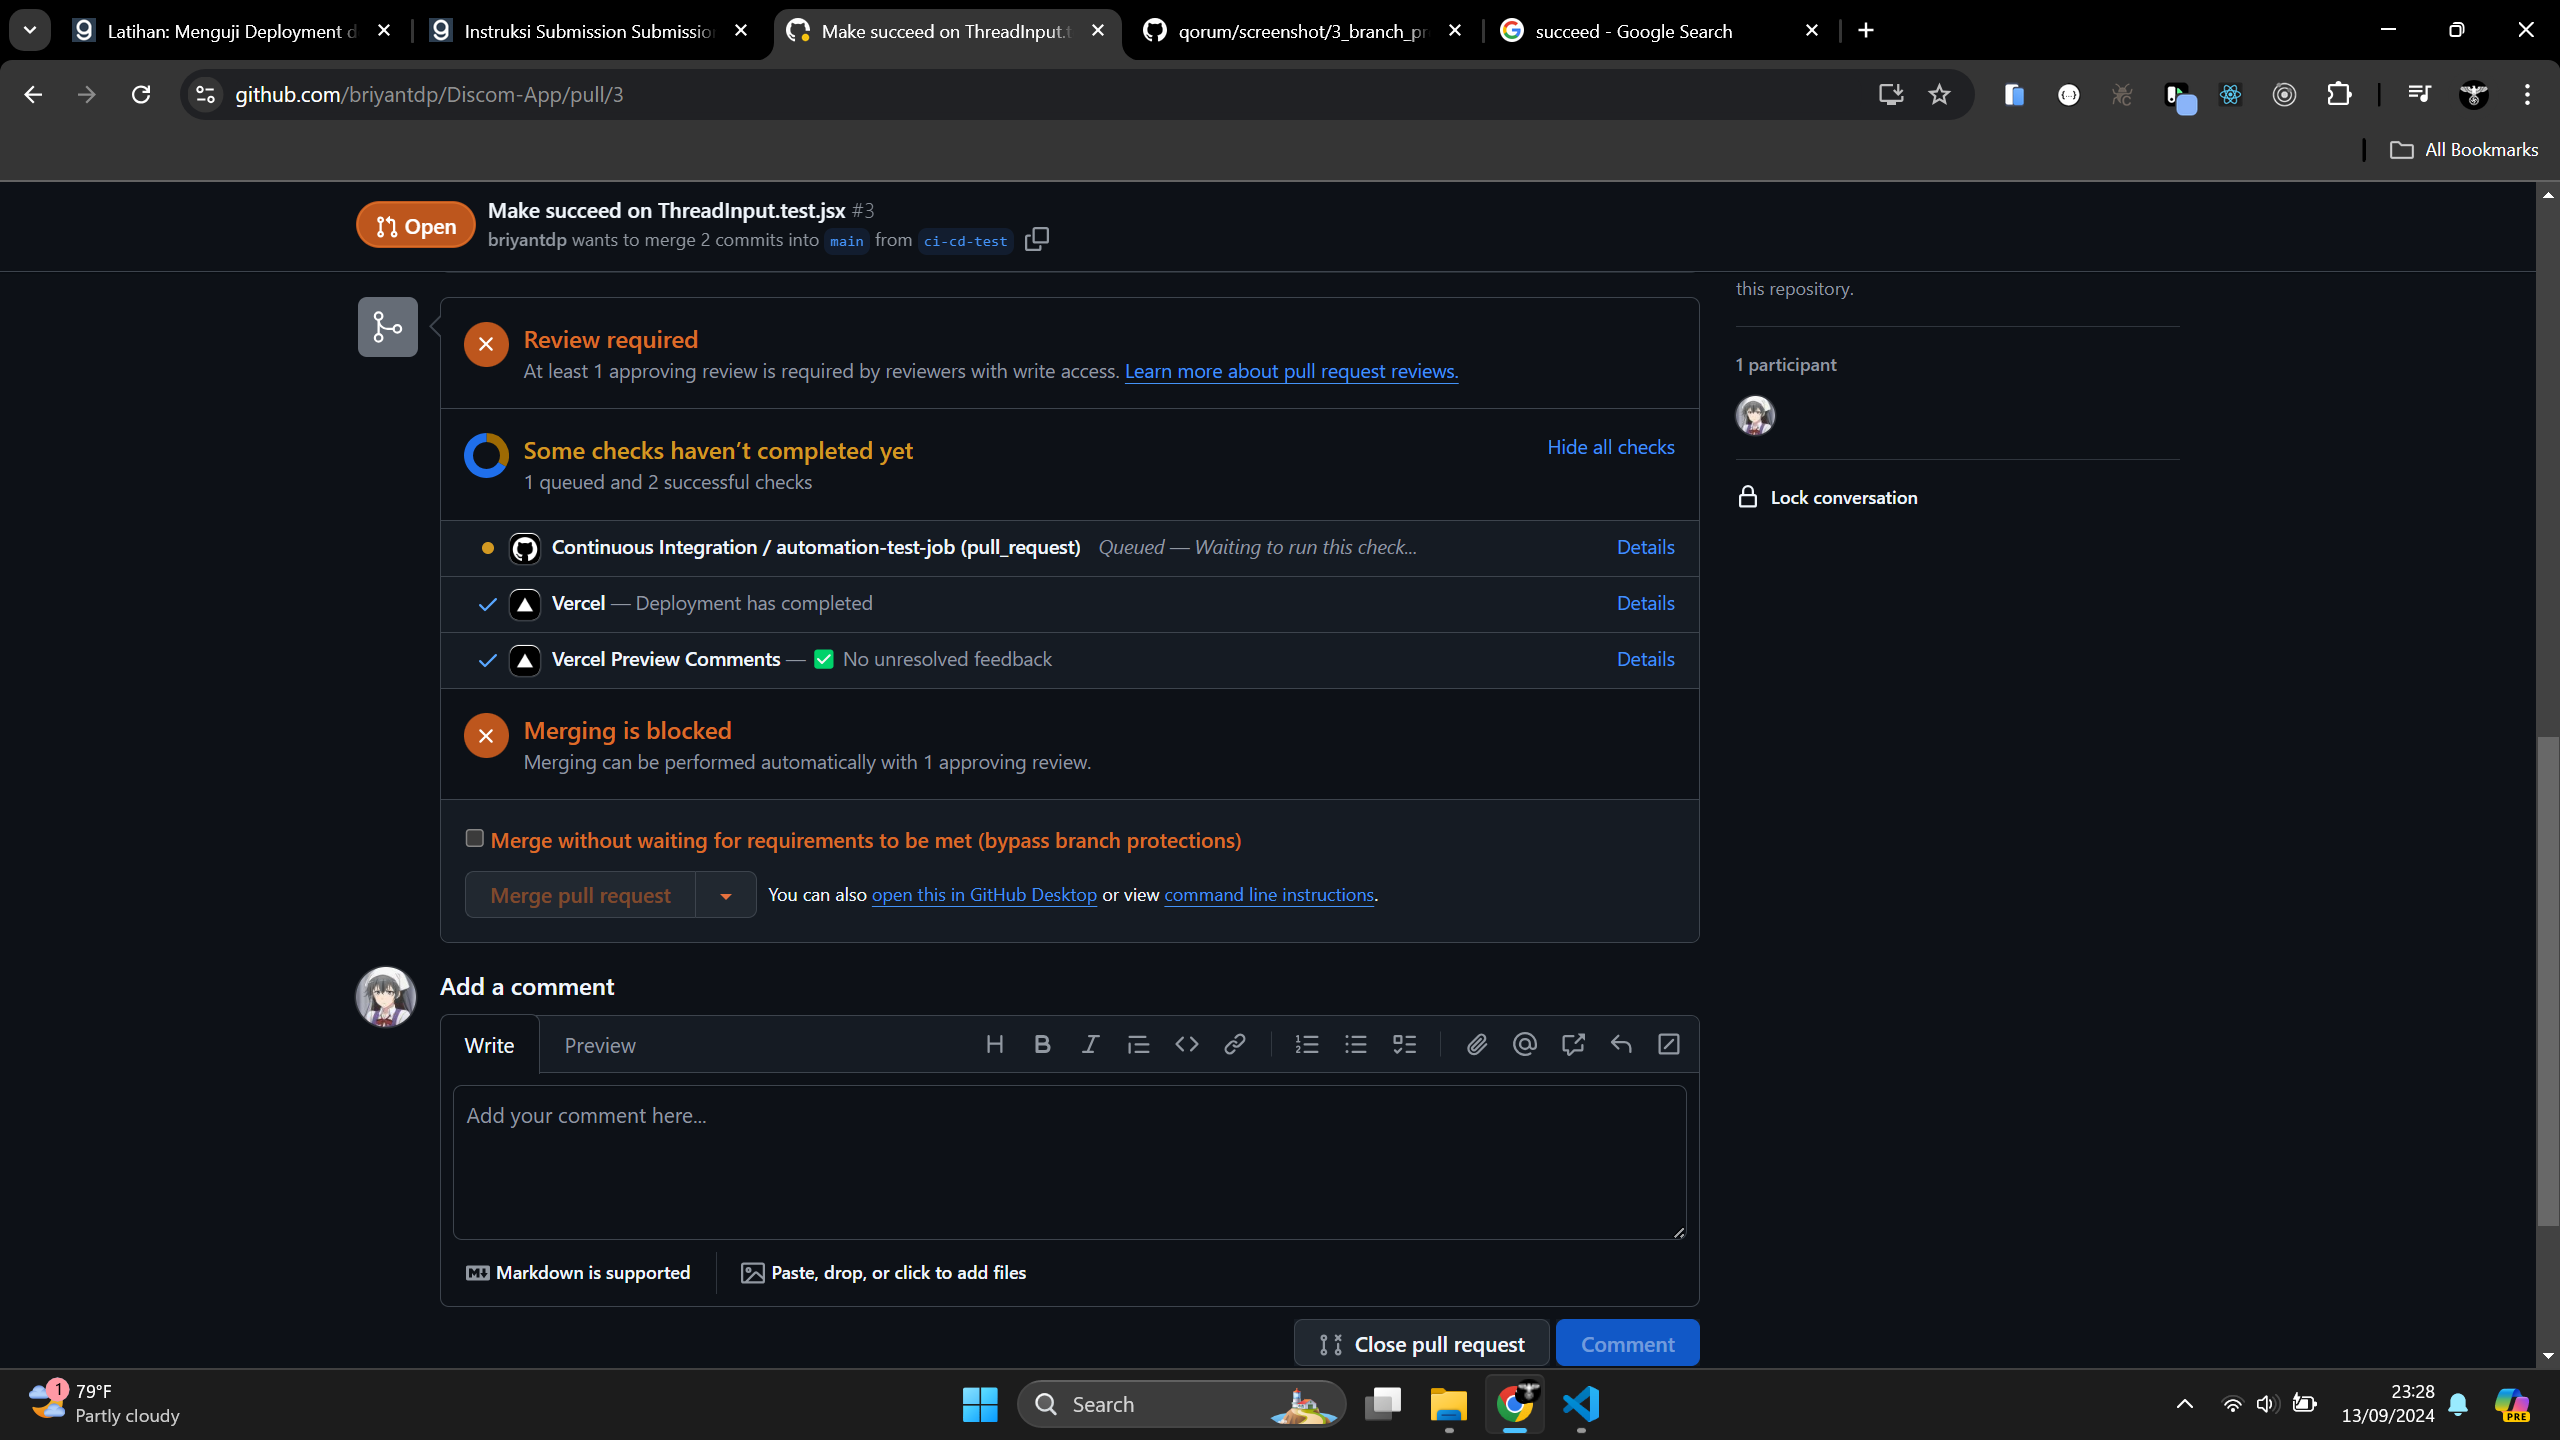 Latihan: Menguji Deployment d
Instruksi Submission Submission
Make succeed on ThreadInput.t
qorum/screenshot/3_branch_pr
succeed - Google Search
github.com/briyantdp/Discom-App/pull/3
All Bookmarks
Open
Make succeed on ThreadInput.test.jsx #3
briyantdp wants to merge 2 commits into main from ci-cd-test
this repository.
Review required
At least 1 approving review is required by reviewers with write access. Learn more about pull request reviews.
1 participant
Some checks haven’t completed yet
Hide all checks
1 queued and 2 successful checks
Lock conversation
Continuous Integration / automation-test-job (pull_request) Queued — Waiting to run this check...
Details
Vercel — Deployment has completed
Details
Vercel Preview Comments — ✅ No unresolved feedback
Details
Merging is blocked
Merging can be performed automatically with 1 approving review.
Merge without waiting for requirements to be met (bypass branch protections)
Merge pull request
You can also open this in GitHub Desktop or view command line instructions.
Add a comment
Write
Preview
Add your comment here...
Markdown is supported
Paste, drop, or click to add files
Close pull request
Comment
1
79°F
Partly cloudy
Search
23:28
13/09/2024
PRE